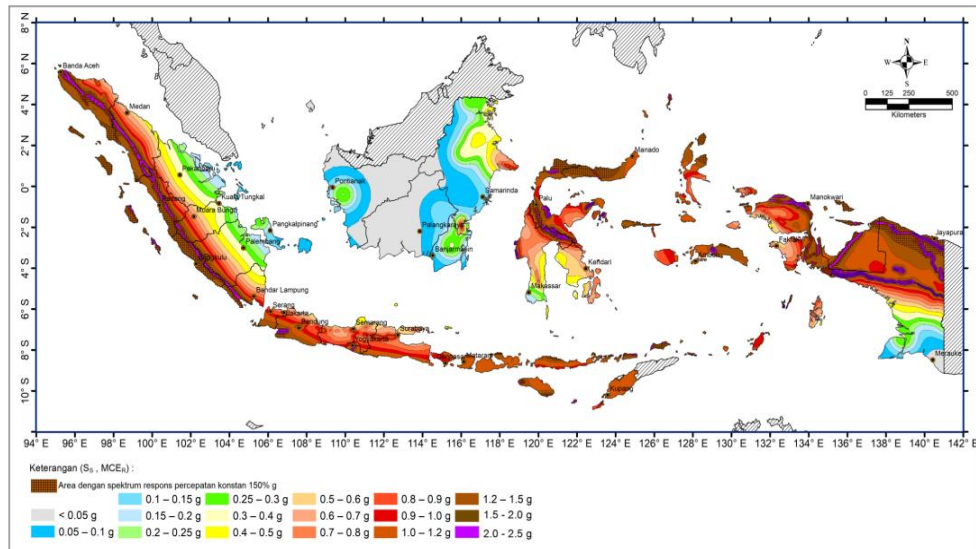 8° N
6° N
4° N
2° N
0°
2° S
4° S
6° S
8° S
10° S
N
W E
S
0 125 250 500
Kilometers
Banda Aceh
Medan
Pekanbaru
Kuala Tungkal
Padang
Muara Bungo
Pangkalpinang
Palembang
Bengkulu
Bandar Lampung
Serang
Jakarta
Bandung
Semarang
Yogyakarta
Surabaya
Mataram
Kupang
Pontianak
Samarinda
Palangkaraya
Banjarmasin
Manado
Palu
Kendari
Makassar
Manokwari
Jayapura
Merauke
94° E 96° E 98° E 100° E 102° E 104° E 106° E 108° E 110° E 112° E 114° E 116° E 118° E 120° E 122° E 124° E 126° E 128° E 130° E 132° E 134° E 136° E 138° E 140° E 142° E
Keterangan (SS , MCER) :
Area dengan spektrum respons percepatan konstan 150% g
0.1 – 0.15 g 0.25 – 0.3 g 0.5 – 0.6 g 0.8 – 0.9 g 1.2 – 1.5 g
< 0.05 g 0.15 – 0.2 g 0.3 – 0.4 g 0.6 – 0.7 g 0.9 – 1.0 g 1.5 - 2.0 g
0.05 – 0.1 g 0.2 – 0.25 g 0.4 – 0.5 g 0.7 – 0.8 g 1.0 – 1.2 g 2.0 - 2.5 g